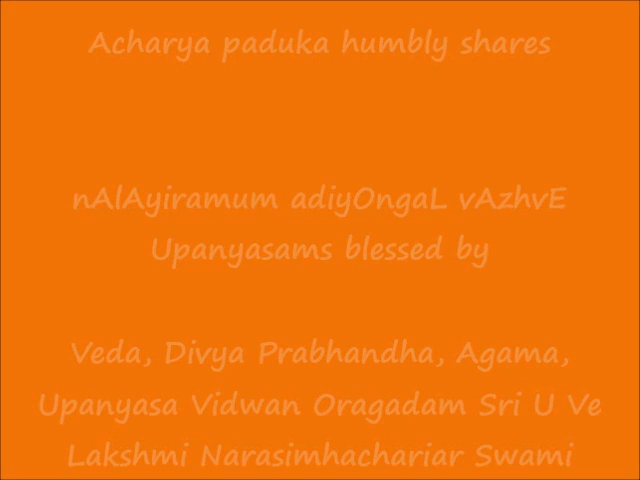 Acharya paduka humbly shares
nAlAyiramum adiyOngaL vAzhvE
Upanyasams blessed by
Veda, Divya Prabhandha, Agama,
Upanyasa Vidwan Oragadam Sri U Ve
Lakshmi Narasimhachariar Swami